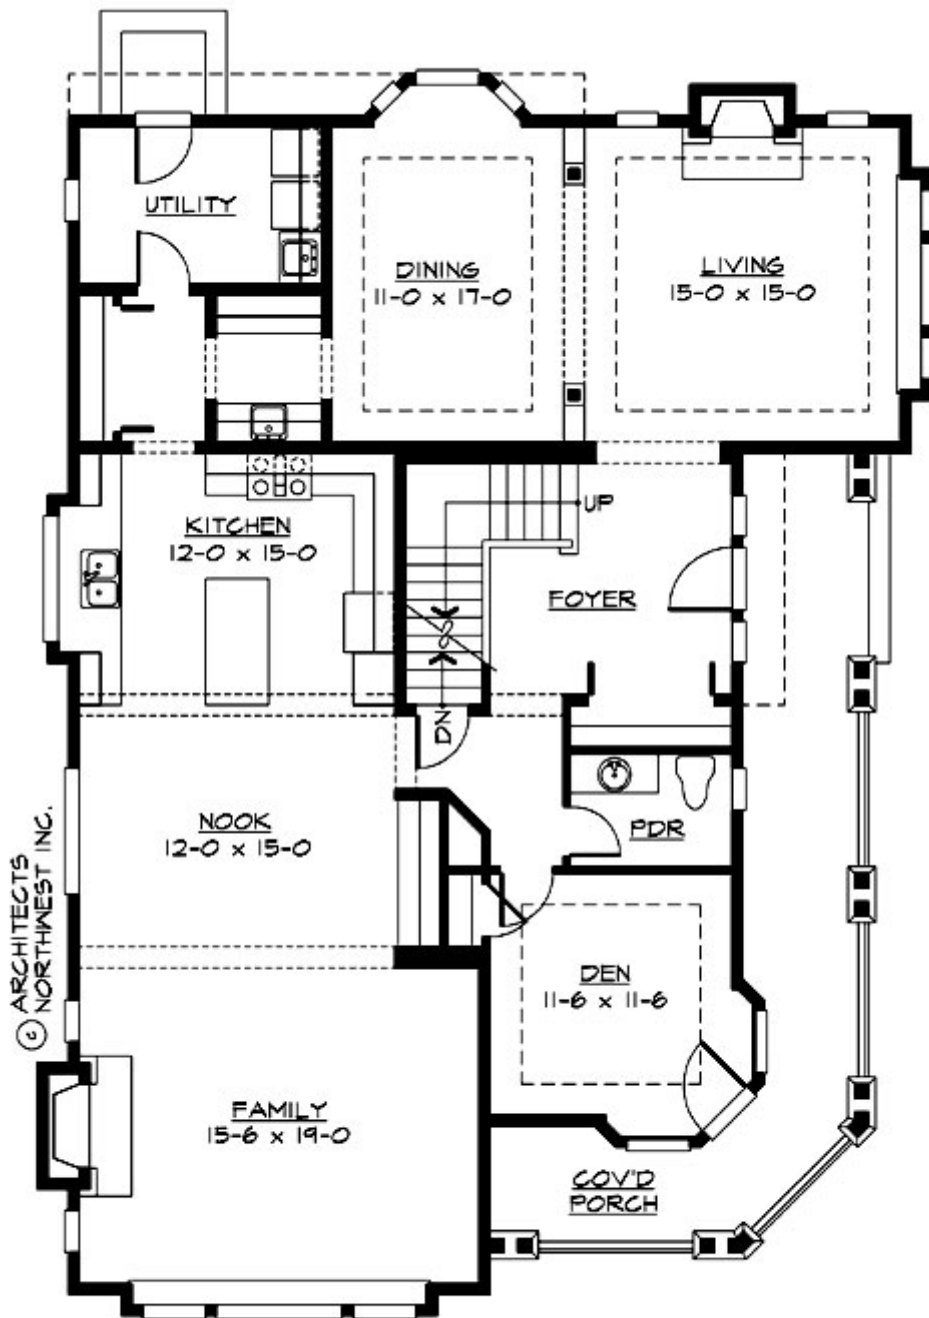 UTILITY
DINING
11-0 x 17-0
LIVING
15-0 x 15-0
KITCHEN
12-0 x 15-0
UP
FOYER
DN
NOOK
12-0 x 15-0
PDR
© ARCHITECTS
NORTHWEST INC.
DEN
11-6 x 11-6
FAMILY
15-6 x 19-0
COV'D
PORCH